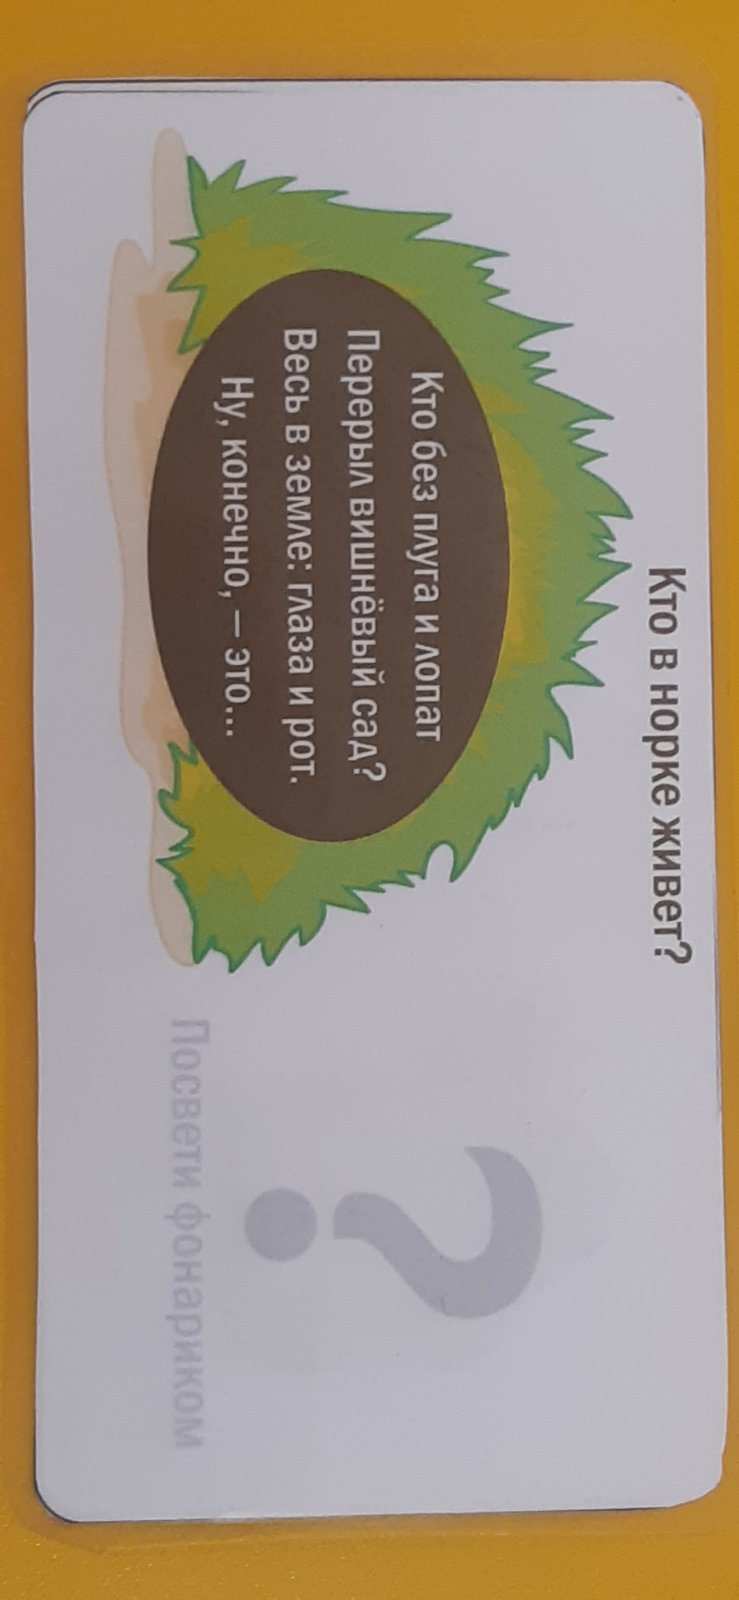 Кто в норке живет?
Кто без плуга и лопат
Перерыл вишнёвый сад?
Весь в земле: глаза и рот.
Ну, конечно, – это...
?
Посвети фонариком